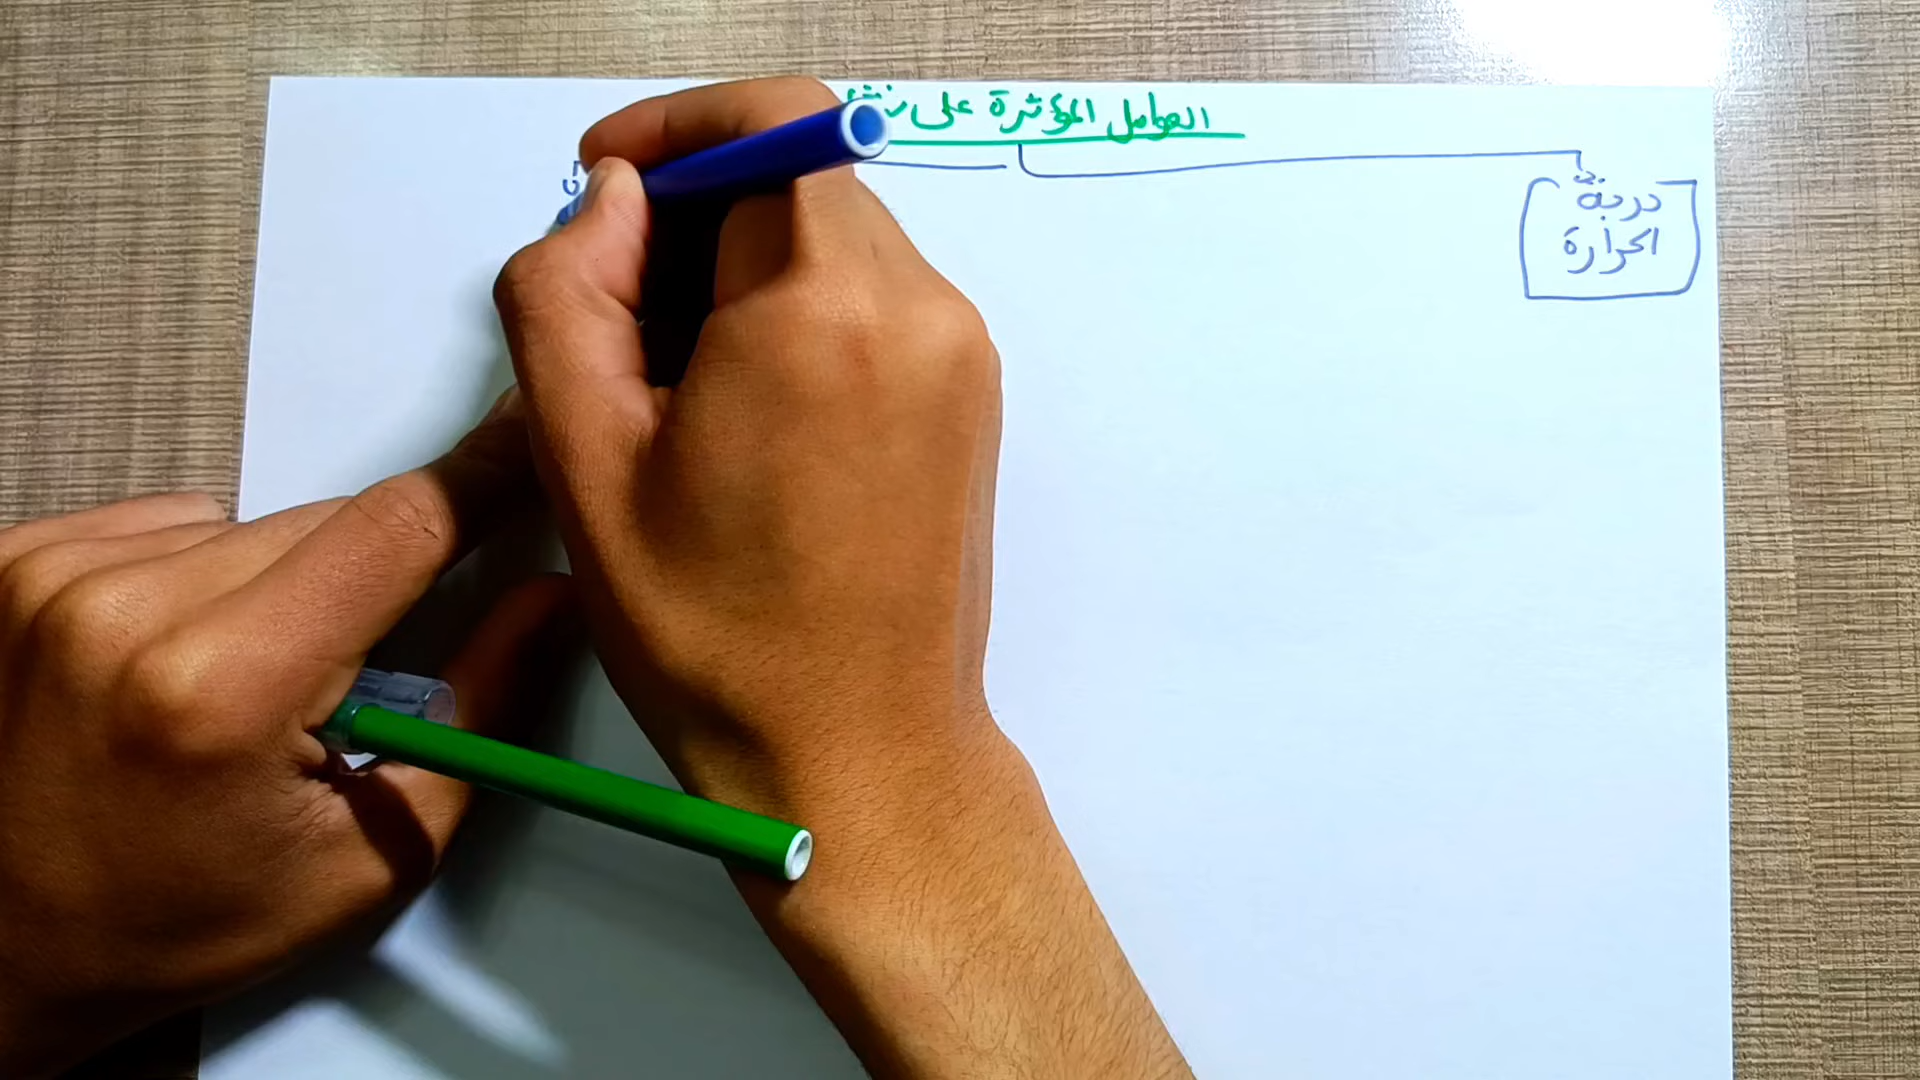 العوامل المؤثرة على
درجة
الحرارة